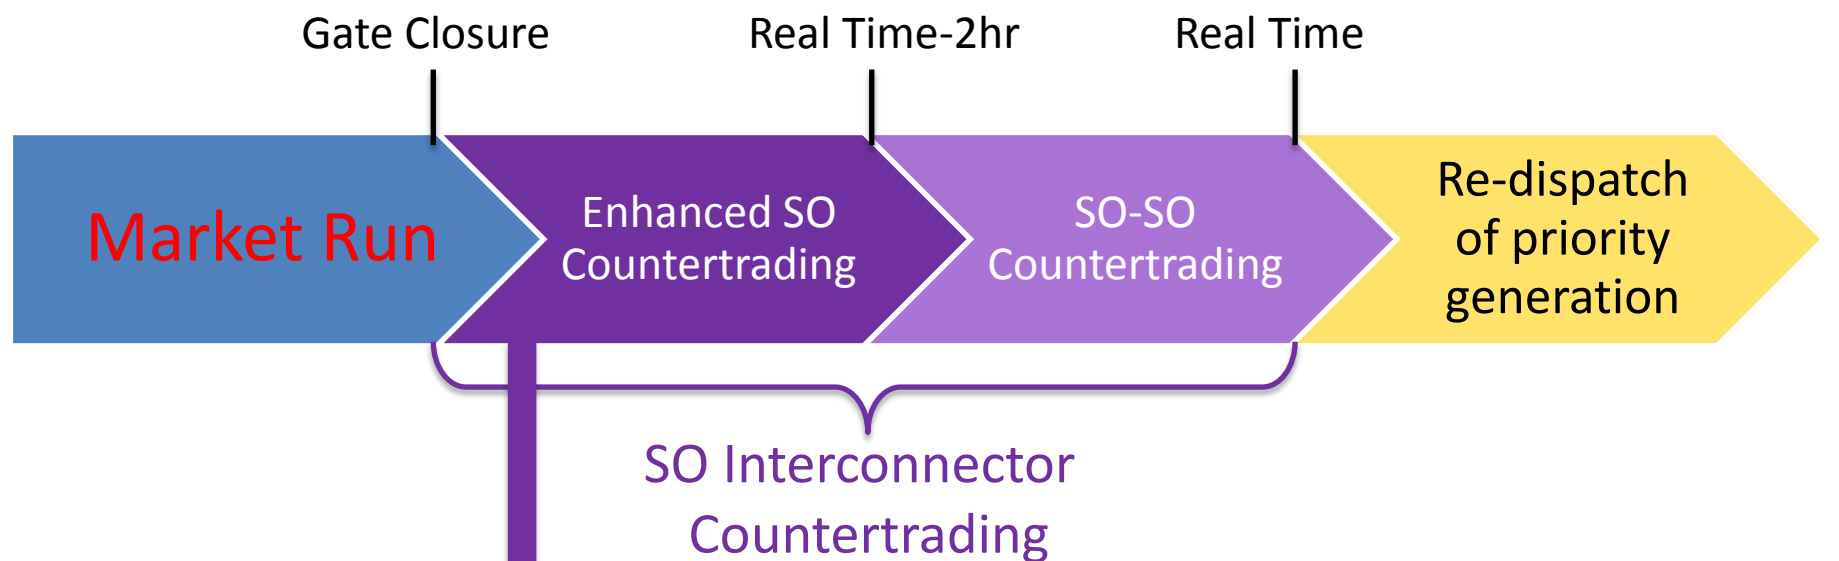 Gate Closure
Real Time-2hr
Real Time
Market Run
Enhanced SO
Countertrading
SO-SO
Countertrading
Re-dispatch
of priority
generation
SO Interconnector
Countertrading